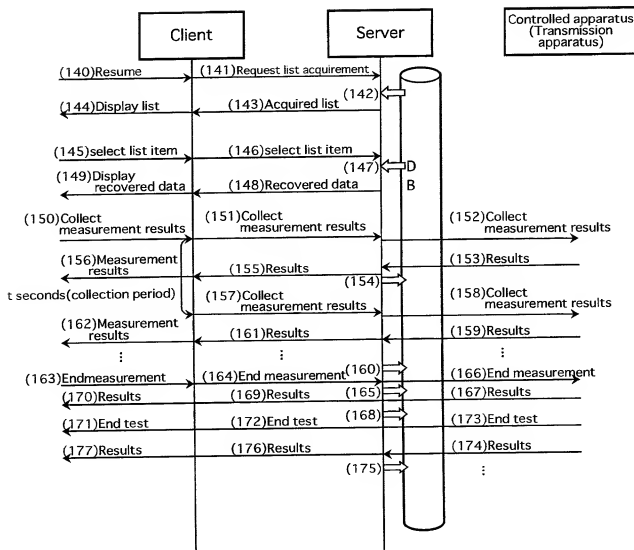 Client
Server
Controlled apparatus
(Transmission
apparatus)
(140)Resume
(141)Request list acquirement
(142)
(144)Display list
(143)Acquired list
(145)select list item
(146)select list item
(147)
D
B
(149)Display
recovered data
(148)Recovered data
(150)Collect
measurement results
(151)Collect
measurement results
(152)Collect
measurement results
(156)Measurement
results
(155)Results
(153)Results
(154)
t seconds(collection period)
(157)Collect
measurement results
(158)Collect
measurement results
(162)Measurement
results
(161)Results
(159)Results
⋮
⋮
⋮
(160)
(163)Endmeasurement
(164)End measurement
(166)End measurement
(170)Results
(169)Results
(165)
(167)Results
(168)
(171)End test
(172)End test
(173)End test
(177)Results
(176)Results
(174)Results
(175)
⋮